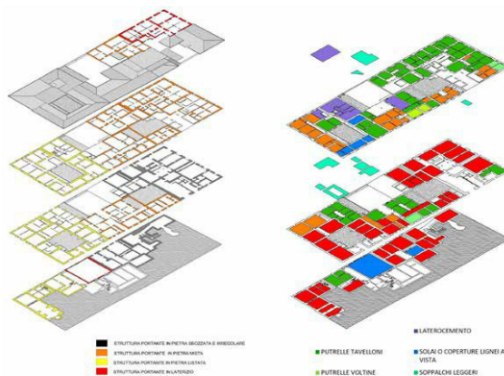 STRUTTURA PORTANTE IN PIETRA SBOZZATA E IRREGOLARE
STRUTTURA PORTANTE IN PIETRA MISTA
STRUTTURA PORTANTE IN PIETRA LISTATA
STRUTTURA PORTANTE IN LATERIZIO
LATEROCEMENTO
PUTRELLE TAVELLONI
SOLAI O COPERTURE LIGNEI A
VISTA
PUTRELLE VOLTINE
SOPPALCHI LEGGERI